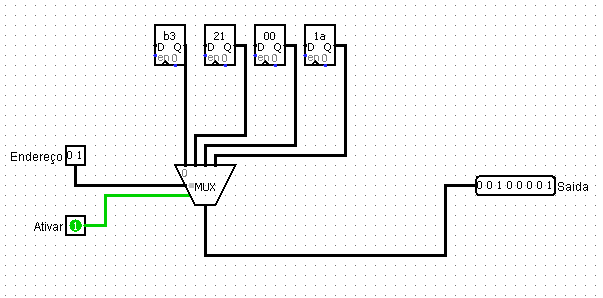 b3 21 00 1a
D Q D Q D Q D Q
en 0 en 0 en 0 en 0
Endereço 0 1
0
MUX
0 0 1 0 0 0 0 1 Saida
Ativar 1